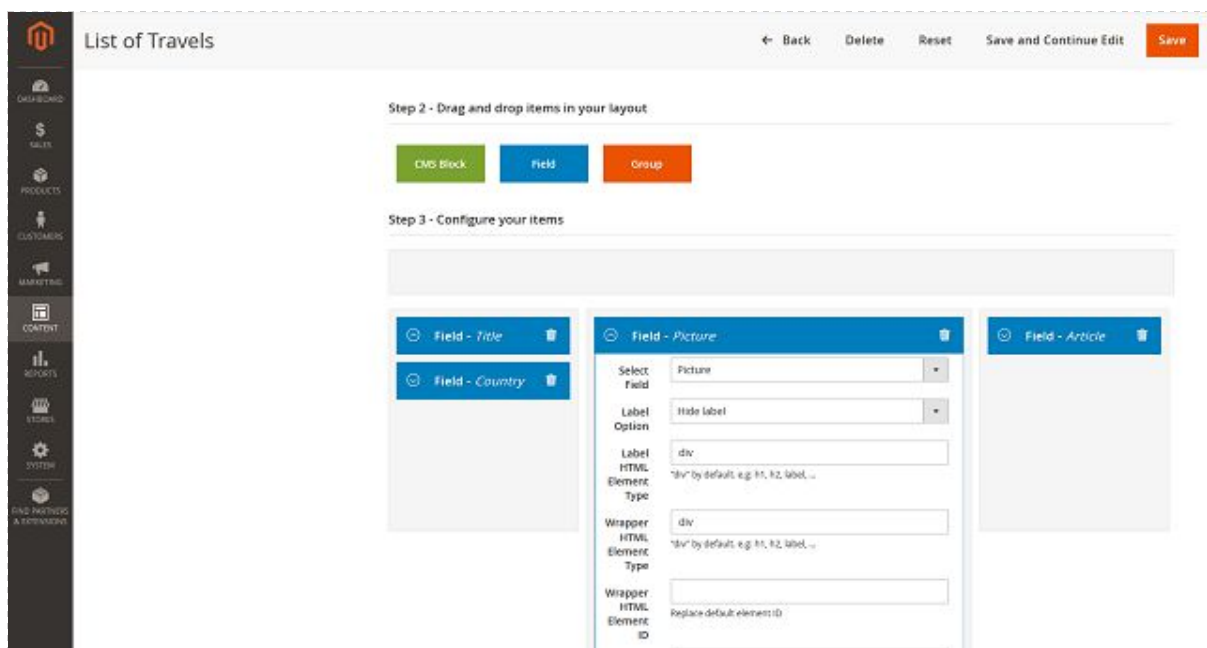 List of Travels
← Back Delete Reset Save and Continue Edit Save
DASHBOARD
SALES
PRODUCTS
CUSTOMERS
MARKETING
CONTENT
REPORTS
STORES
SYSTEM
FIND PARTNERS
& EXTENSIONS
Step 2 - Drag and drop items in your layout
CMS Block Field Group
Step 3 - Configure your items
Field - Title
Field - Country
Field - Picture
Select
Field
Picture
Label
Option
Hide label
Label
HTML
Element
Type
div
"div" by default, e.g: h1, h2, label, ...
Wrapper
HTML
Element
Type
div
"div" by default, e.g: h1, h2, label, ...
Wrapper
HTML
Element
ID
Replace default element ID
Field - Article